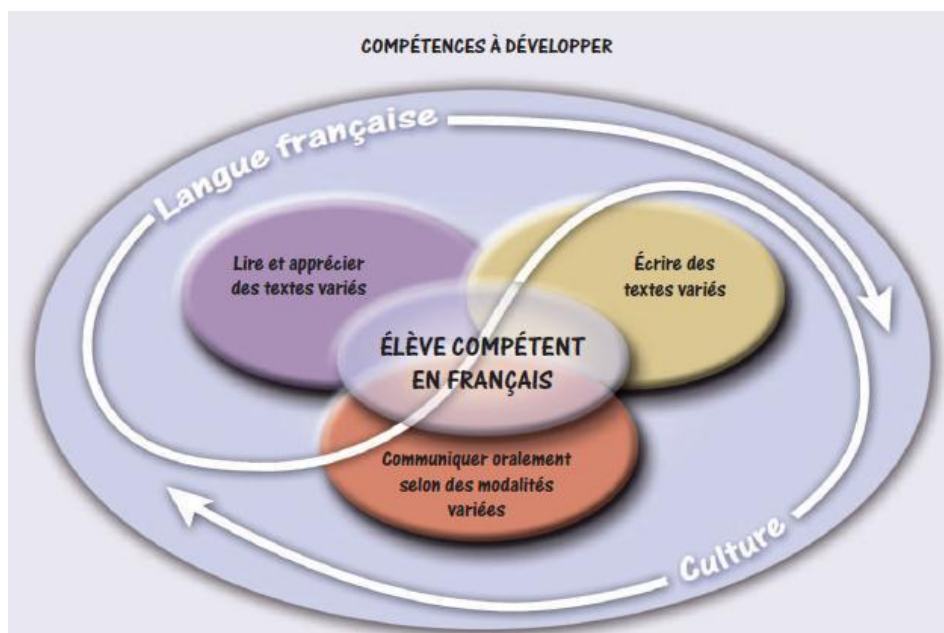 COMPÉTENCES À DÉVELOPPER
Langue française
Lire et apprécier
des textes variés
Écrire des
textes variés
ÉLÈVE COMPÉTENT
EN FRANÇAIS
Communiquer oralement
selon des modalités
variées
Culture